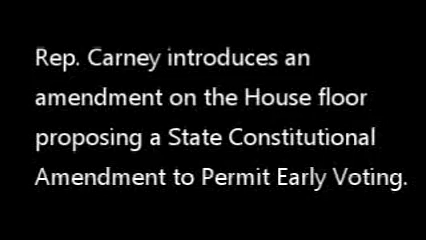 Rep. Carney introduces an
amendment on the House floor
proposing a State Constitutional
Amendment to Permit Early Voting.